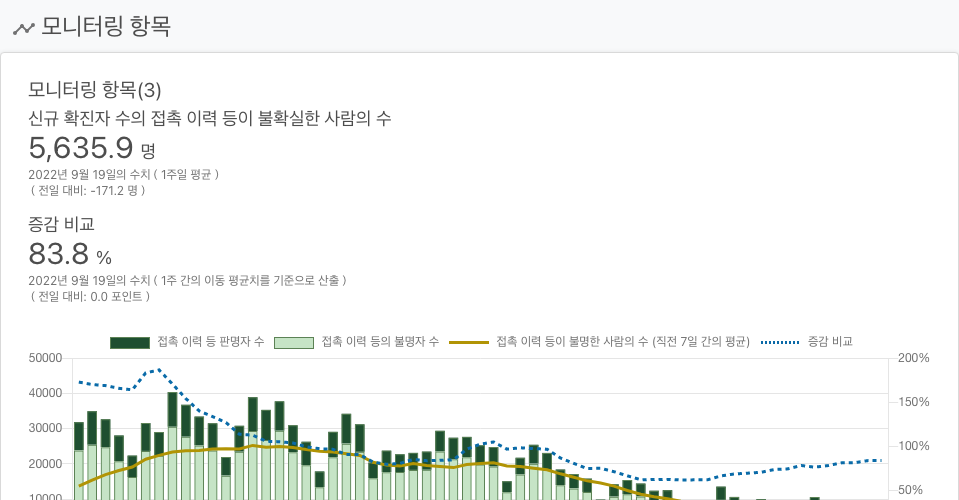 모니터링 항목
모니터링 항목(3)
신규 확진자 수의 접촉 이력 등이 불확실한 사람의 수
5,635.9 명
2022년 9월 19일의 수치 ( 1주일 평균 )
( 전일 대비: -171.2 명 )
증감 비교
83.8 %
2022년 9월 19일의 수치 ( 1주 간의 이동 평균치를 기준으로 산출 )
( 전일 대비: 0.0 포인트 )
접촉 이력 등 판명자 수 접촉 이력 등의 불명자 수 접촉 이력 등이 불명한 사람의 수 (직전 7일 간의 평균) 증감 비교
50000 200%
40000 150%
30000 100%
20000 50%
10000